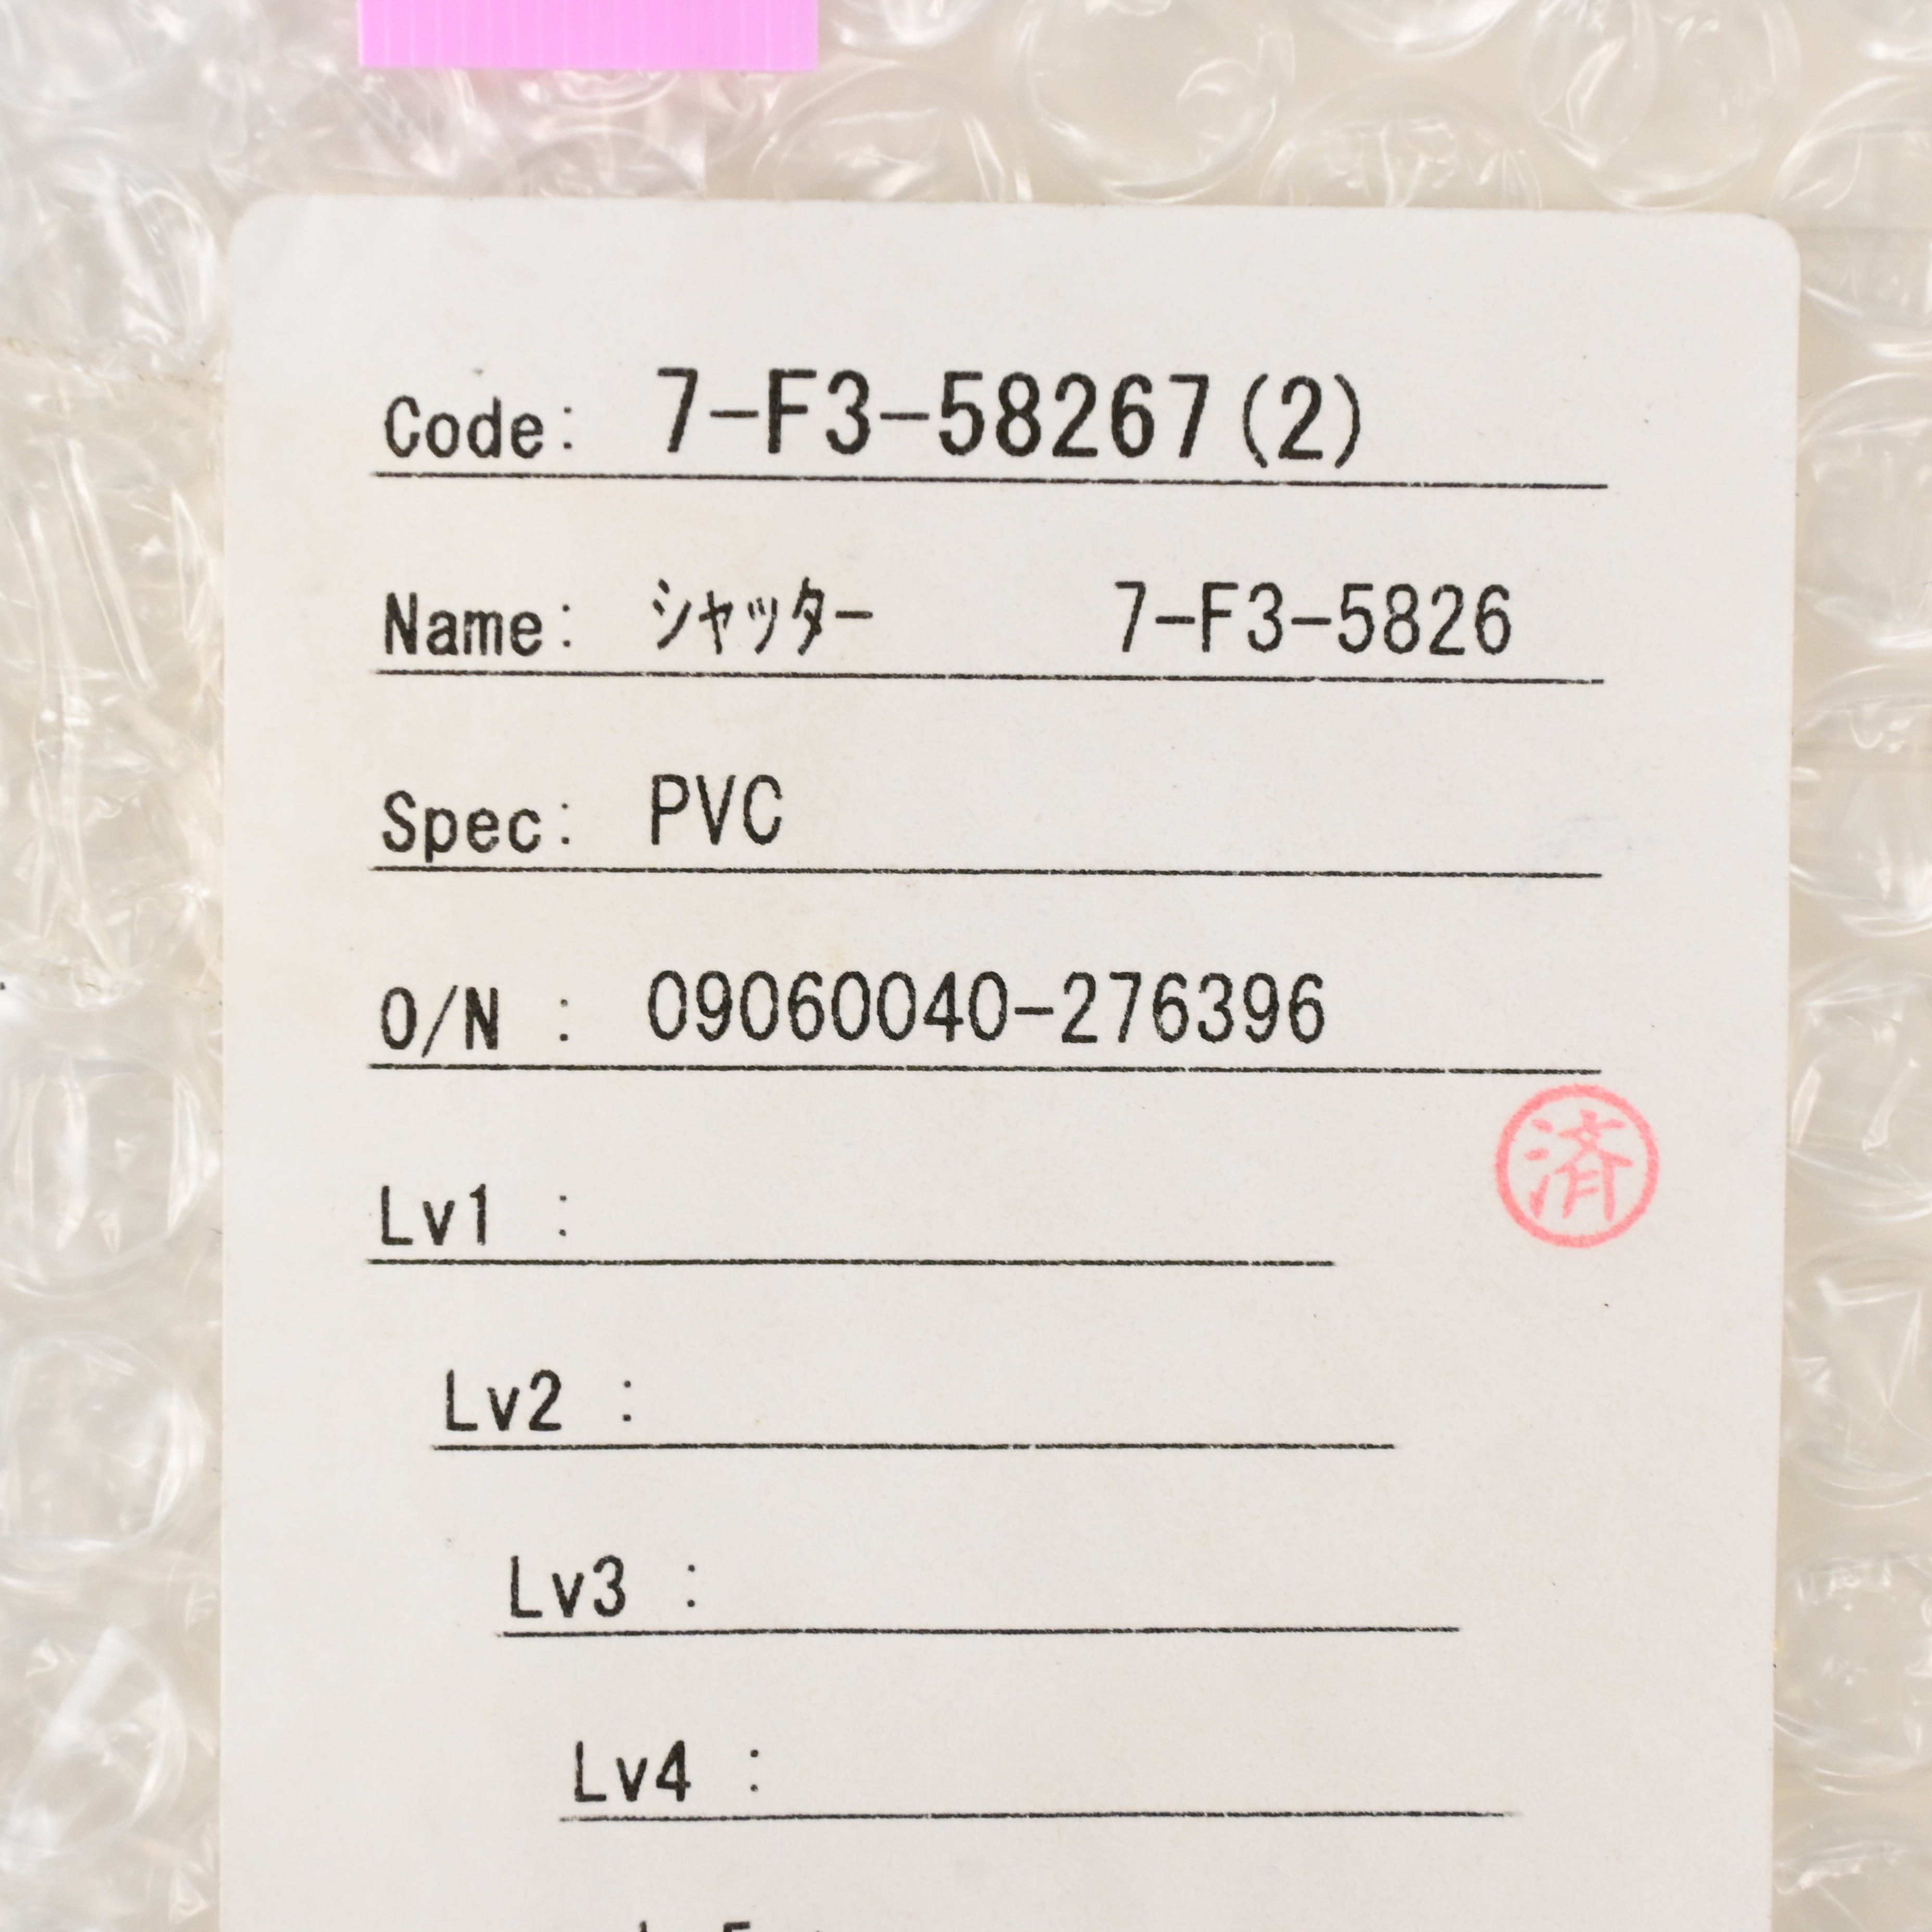 Code: 7-F3-58267(2)
Name: ｼｬｯﾀｰ 7-F3-5826
Spec: PVC
O/N : 09060040-276396
済
Lv1 :
Lv2 :
Lv3 :
Lv4 :